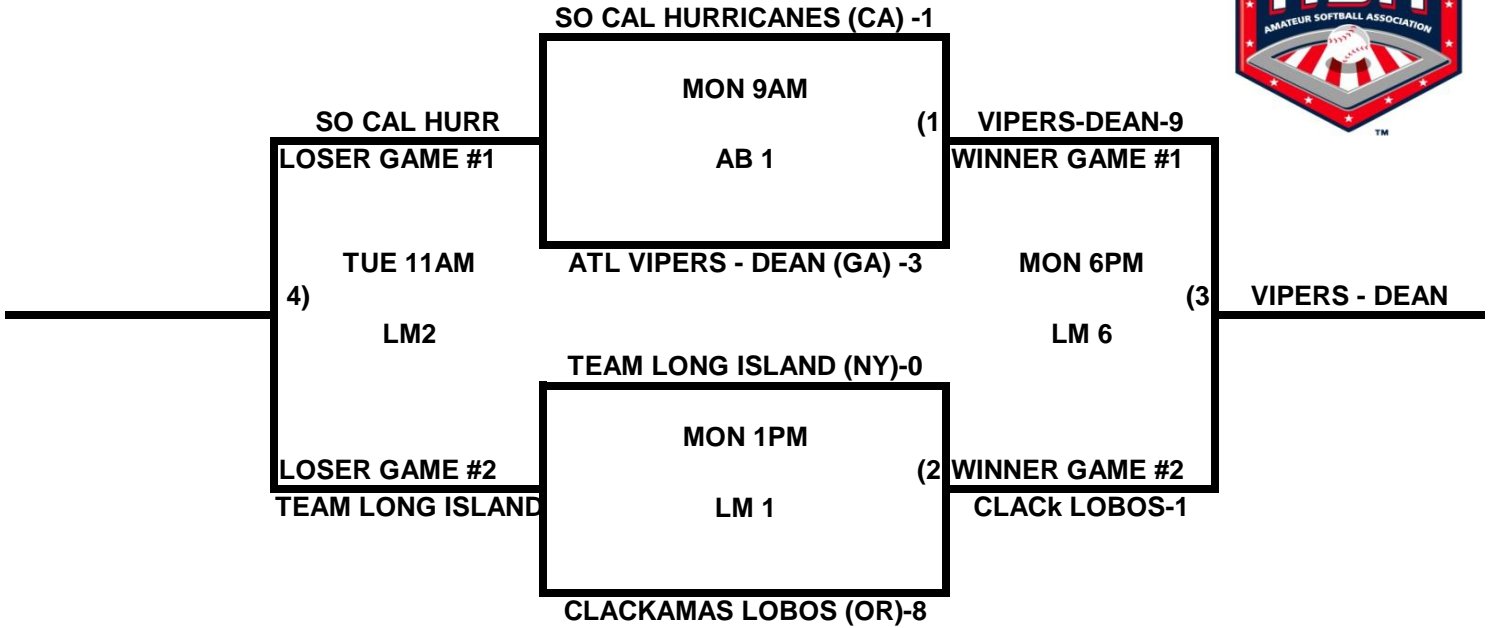 SO CAL HURRICANES (CA) -1
AMATEUR SOFTBALL ASSOCIATION
TM
MON 9AM
SO CAL HURR
(1
VIPERS-DEAN-9
LOSER GAME #1
AB 1
WINNER GAME #1
TUE 11AM
ATL VIPERS - DEAN (GA) -3
MON 6PM
4)
(3
VIPERS - DEAN
LM2
LM 6
TEAM LONG ISLAND (NY)-0
MON 1PM
LOSER GAME #2
(2
WINNER GAME #2
TEAM LONG ISLAND
LM 1
CLACk LOBOS-1
CLACKAMAS LOBOS (OR)-8